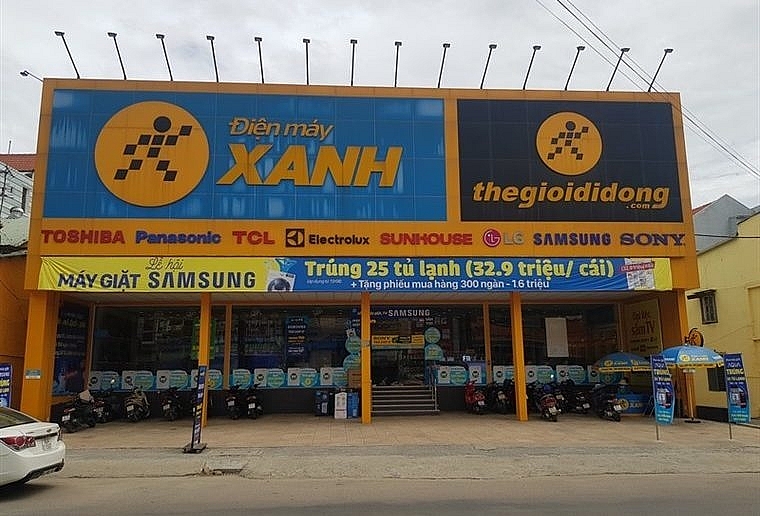 Điện máy
XANH
thegioididong
.com
TOSHIBA Panasonic TCL Electrolux SUNHOUSE LG SAMSUNG SONY
Lễ hội
MÁY GIẶT SAMSUNG
Trúng 25 tủ lạnh (32.9 triệu/ cái)
+ Tặng phiếu mua hàng 300 ngàn - 1.6 triệu
SAMSUNG
XANH